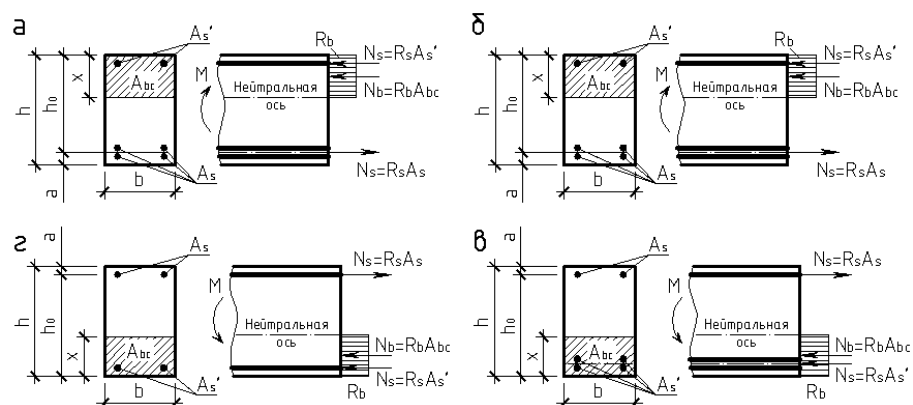 а
As'
Rb
Ns=RsAs'
x
Abc
M
Нейтральная
ось
Nb=RbAbc
h
h0
a
b
As
Ns=RsAs
б
As'
Rb
Ns=RsAs'
x
Abc
M
Нейтральная
ось
Nb=RbAbc
h
h0
a
b
As
Ns=RsAs
г
a
As
Ns=RsAs
M
h
h0
x
Abc
Нейтральная
ось
Nb=RbAbc
Ns=RsAs'
b
As'
Rb
в
a
As
Ns=RsAs
M
h
h0
x
Abc
Нейтральная
ось
Nb=RbAbc
Ns=RsAs'
b
As'
Rb